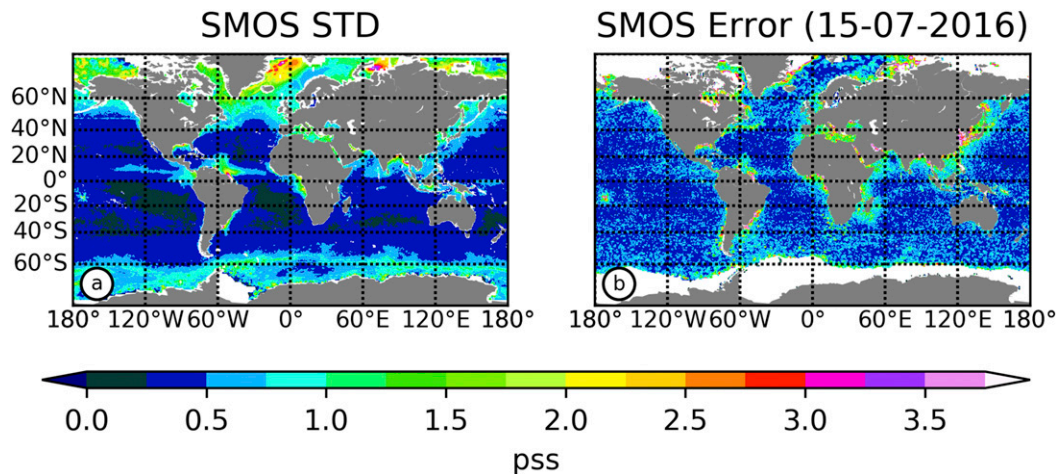 SMOS STD
SMOS Error (15-07-2016)
60°N
40°N
20°N
0°
20°S
40°S
60°S
a
b
180° 120°W 60°W 0° 60°E 120°E 180°
180° 120°W 60°W 0° 60°E 120°E 180°
0.0 0.5 1.0 1.5 2.0 2.5 3.0 3.5
pss